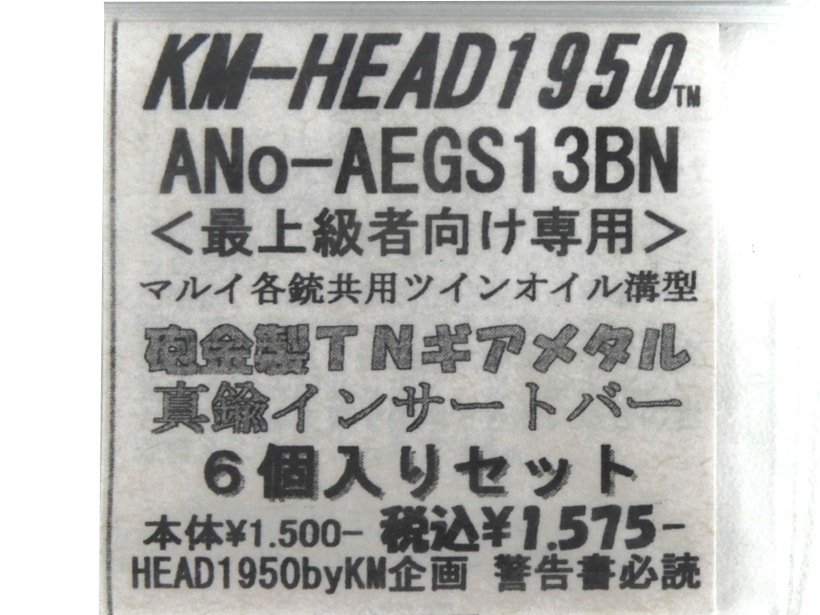 KM-HEAD1950™
ANo-AEGS13BN
＜最上級者向け専用＞
マルイ各銃共用ツインオイル溝型
砲金製ＴＮギアメタル
真鍮インサートバー
６個入りセット
本体¥1.500- 税込¥1.575-
HEAD1950byKM企画 警告書必読